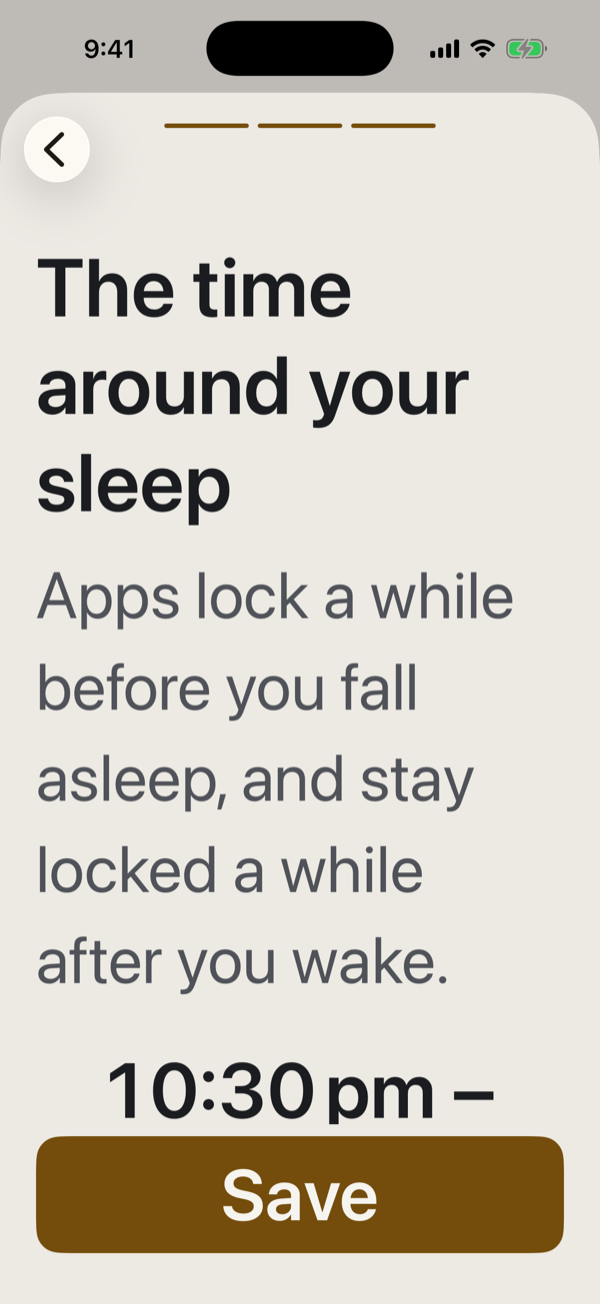 9:41
The time
around your
sleep
Apps lock a while
before you fall
asleep, and stay
locked a while
after you wake.
10:30 pm –
Save